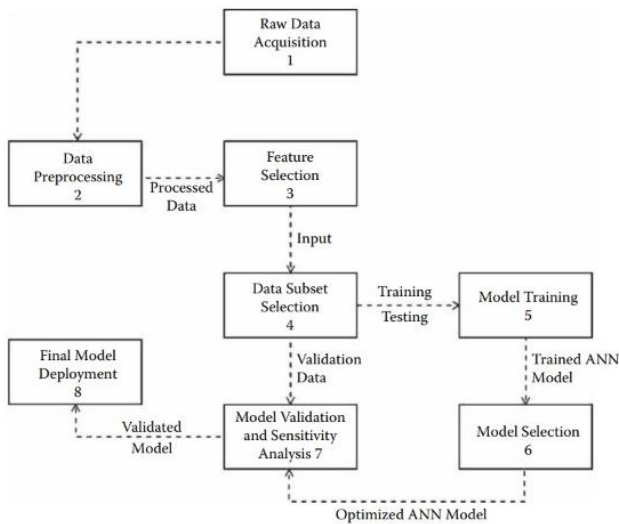 Raw Data
Acquisition
1
Data
Preprocessing
2
Processed
Data
Feature
Selection
3
Input
Data Subset
Selection
4
Training
Testing
Model Training
5
Trained ANN
Model
Model Selection
6
Optimized ANN Model
Validation
Data
Model Validation
and Sensitivity
Analysis 7
Validated
Model
Final Model
Deployment
8